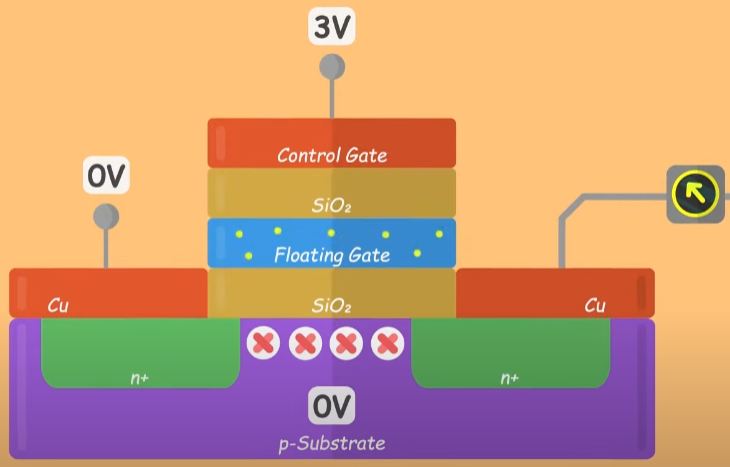 3V
Control Gate
0V
SiO₂
Floating Gate
Cu
SiO₂
Cu
n+
n+
0V
p-Substrate